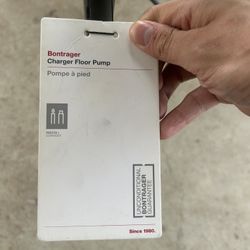 Bontrager
Charger Floor Pump
Pompe à pied
UNCONDITIONAL
BONTRAGER
GUARANTEE
Since 1980.